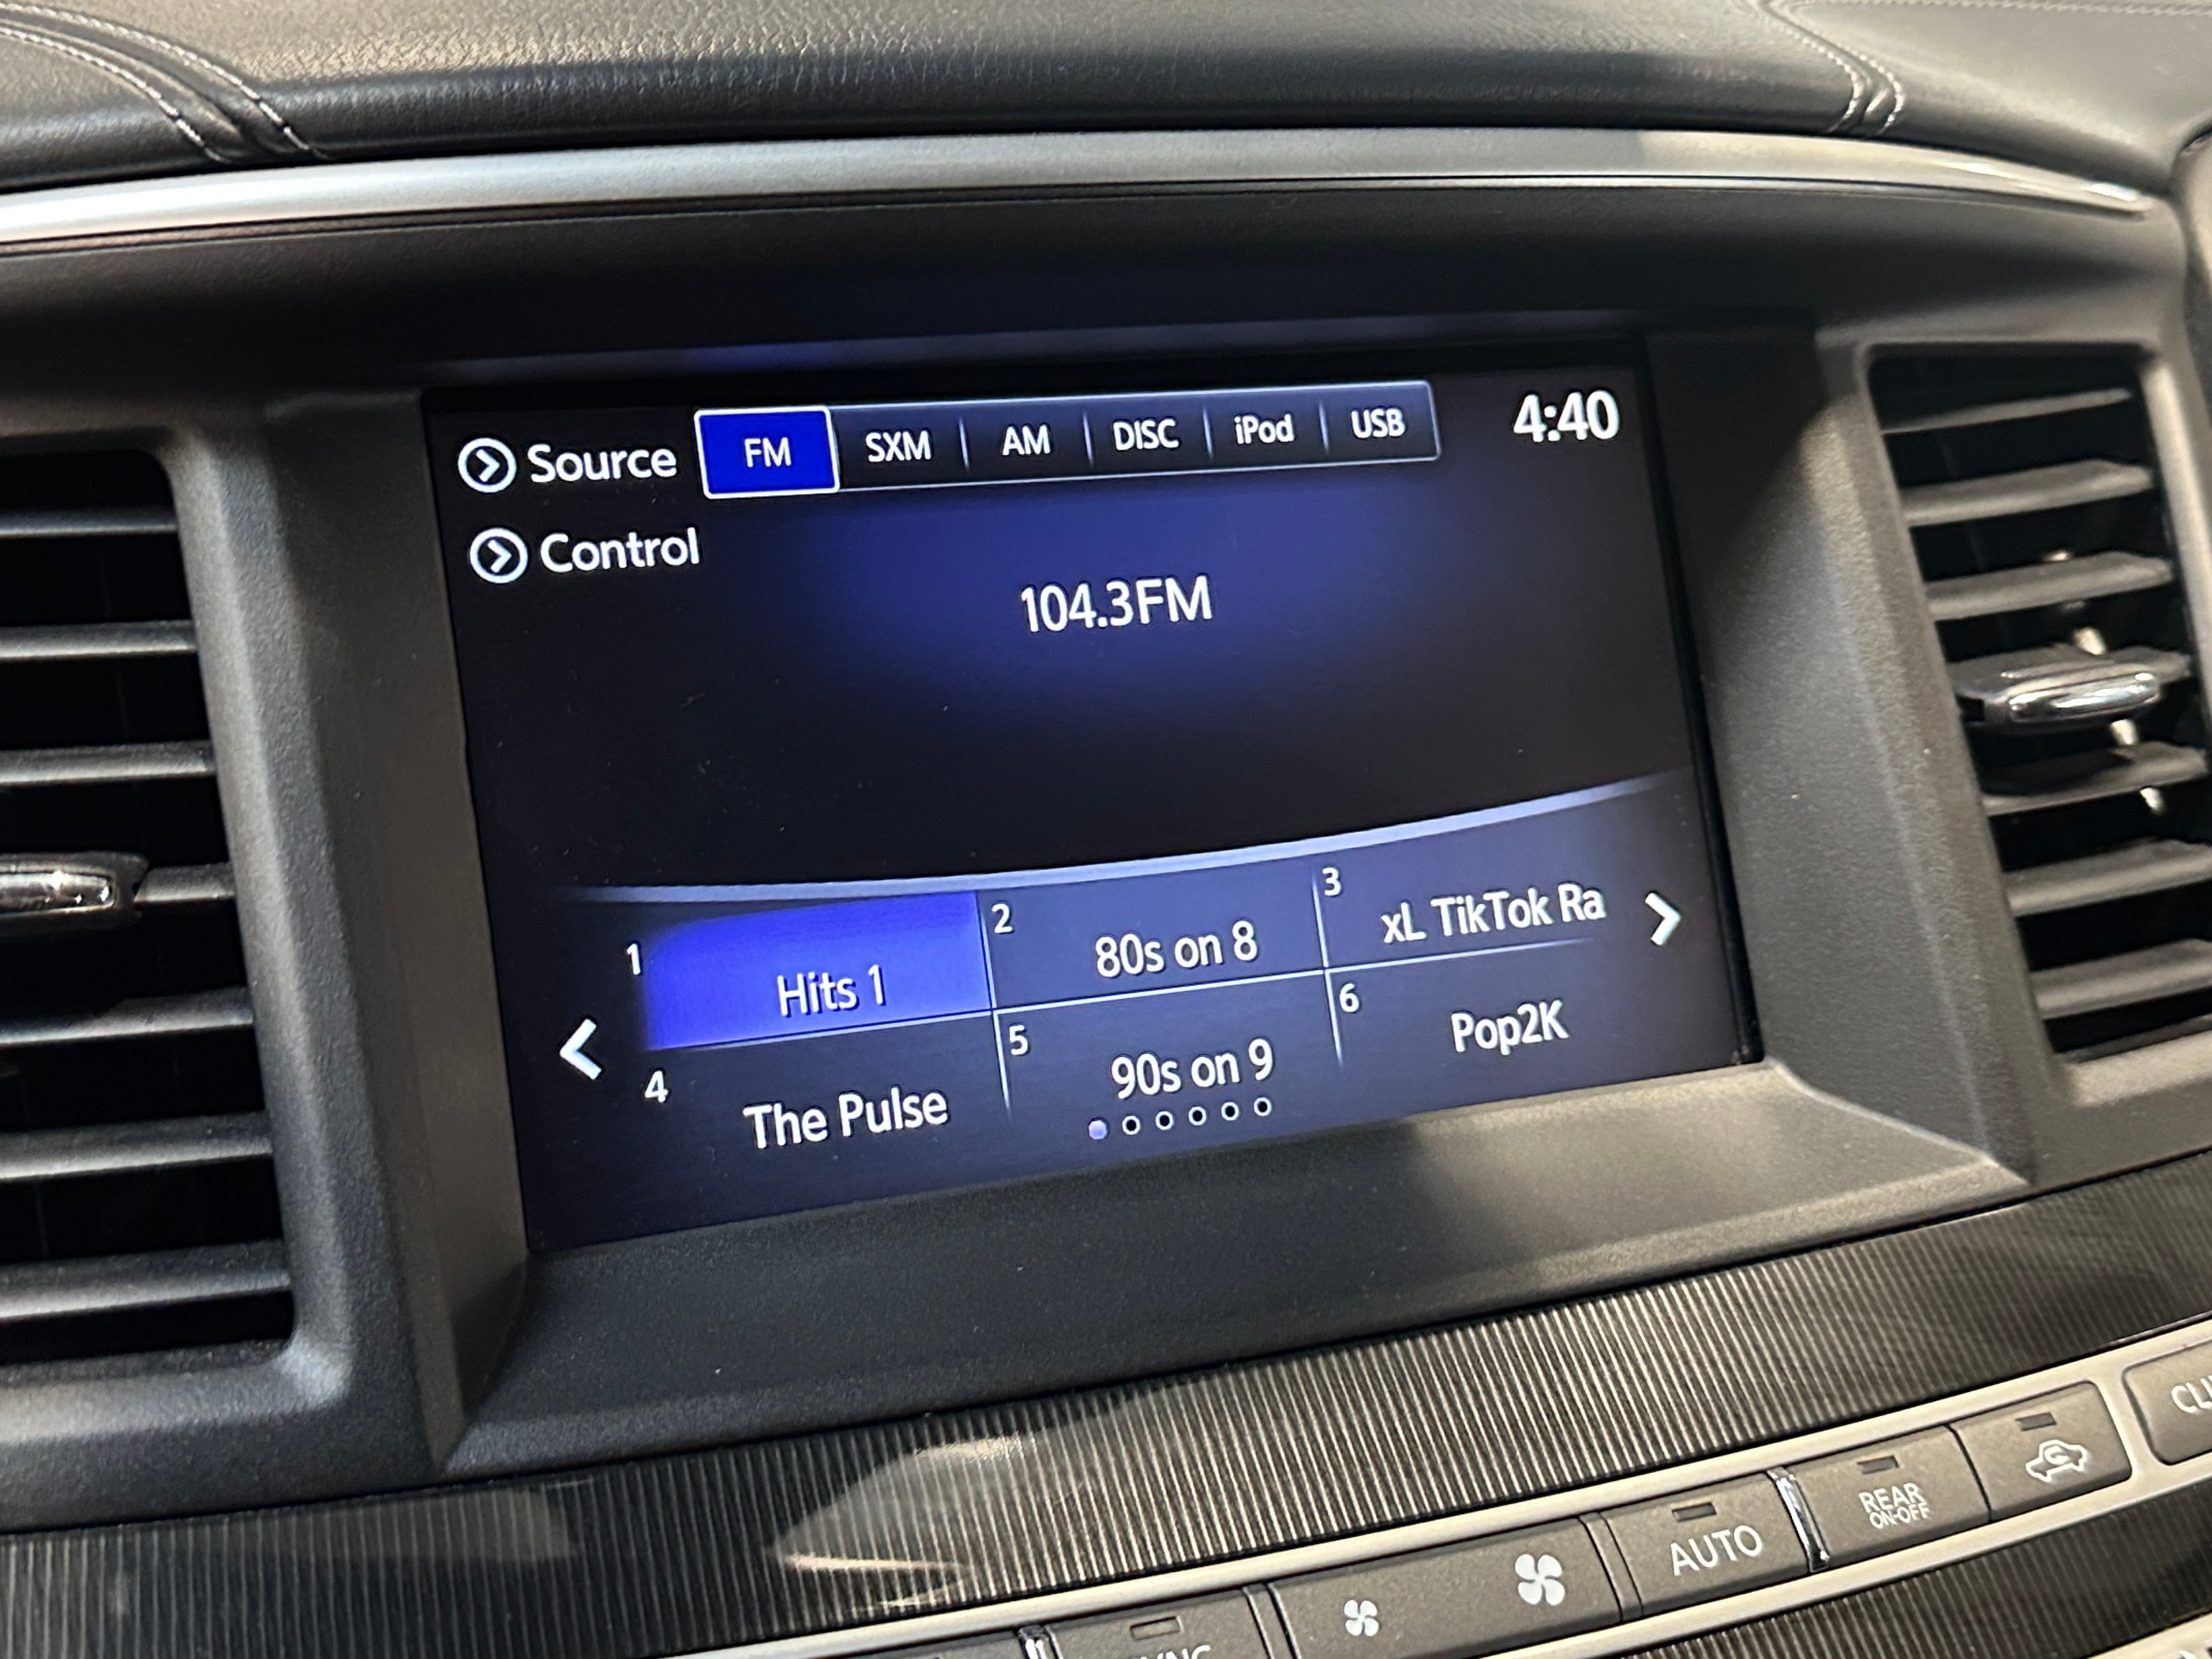 Source FM SXM AM DISC iPod USB 4:40
Control
104.3FM
1 Hits 1 2 80s on 8 3 xL TikTok Ra
4 The Pulse 5 90s on 9 6 Pop2K
AUTO REAR
ON·OFF